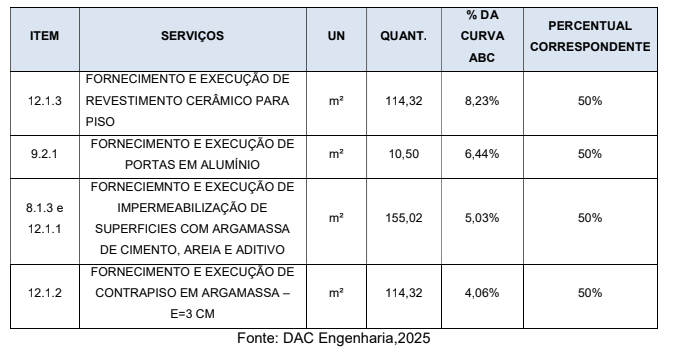 ITEM SERVIÇOS UN QUANT. % DA CURVA ABC PERCENTUAL CORRESPONDENTE
12.1.3 FORNECIMENTO E EXECUÇÃO DE REVESTIMENTO CERÂMICO PARA PISO m² 114,32 8,23% 50%
9.2.1 FORNECIMENTO E EXECUÇÃO DE PORTAS EM ALUMÍNIO m² 10,50 6,44% 50%
8.1.3 e 12.1.1 FORNECIEMNTO E EXECUÇÃO DE IMPERMEABILIZAÇÃO DE SUPERFICIES COM ARGAMASSA DE CIMENTO, AREIA E ADITIVO m² 155,02 5,03% 50%
12.1.2 FORNECIMENTO E EXECUÇÃO DE CONTRAPISO EM ARGAMASSA – E=3 CM m² 114,32 4,06% 50%
Fonte: DAC Engenharia,2025